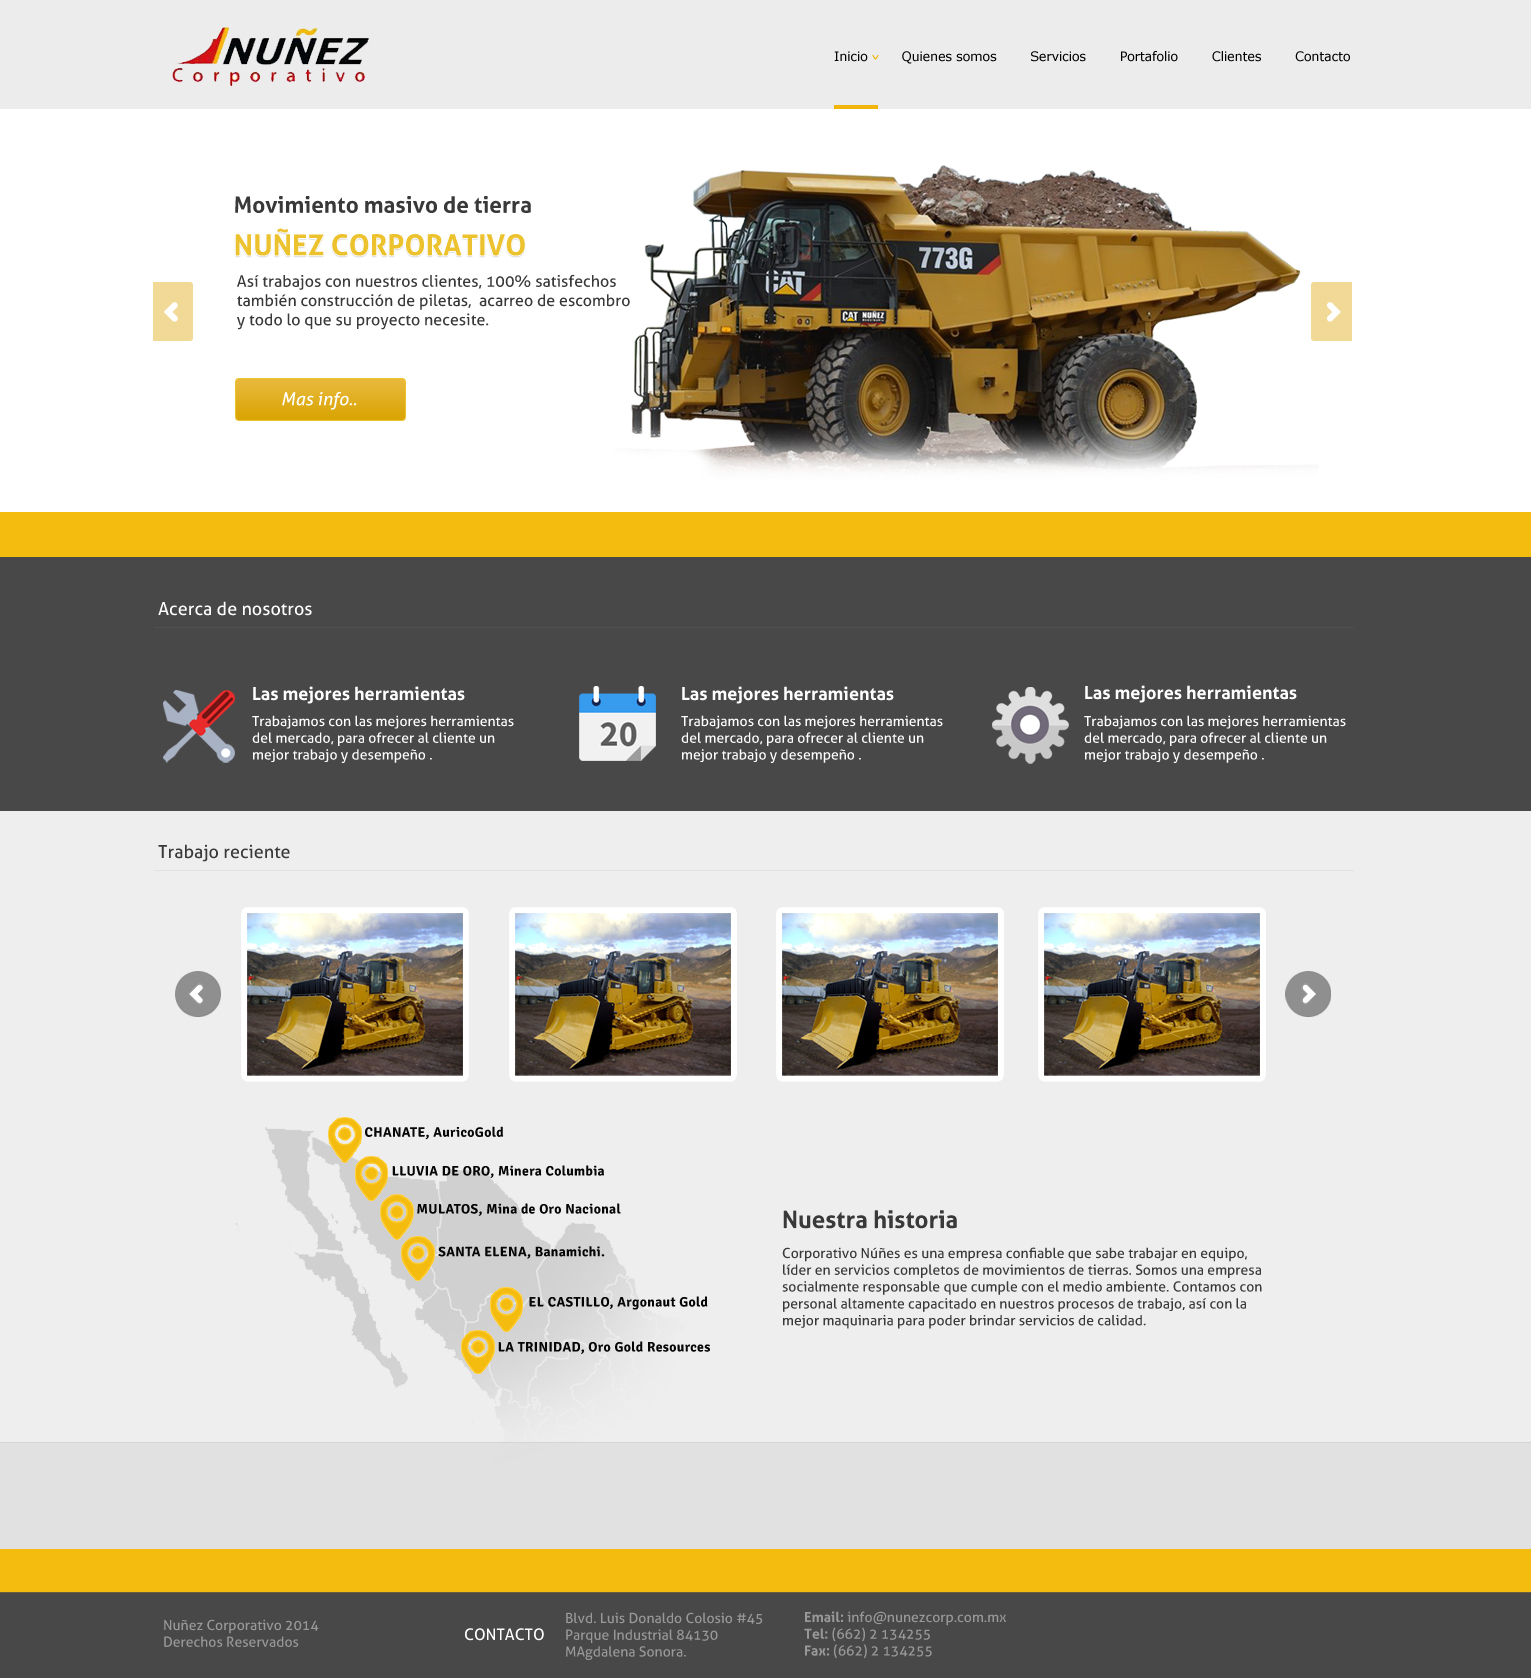 NUÑEZ
Corporativo
Inicio Quienes somos Servicios Portafolio Clientes Contacto
Movimiento masivo de tierra
NUÑEZ CORPORATIVO
Así trabajos con nuestros clientes, 100% satisfechos
también construcción de piletas, acarreo de escombro
y todo lo que su proyecto necesite.
Mas info..
773G
CAT
CAT NUÑEZ
Acerca de nosotros
Las mejores herramientas
Trabajamos con las mejores herramientas
del mercado, para ofrecer al cliente un
mejor trabajo y desempeño .
20
Las mejores herramientas
Trabajamos con las mejores herramientas
del mercado, para ofrecer al cliente un
mejor trabajo y desempeño .
Las mejores herramientas
Trabajamos con las mejores herramientas
del mercado, para ofrecer al cliente un
mejor trabajo y desempeño .
Trabajo reciente
CHANATE, AuricoGold
LLUVIA DE ORO, Minera Columbia
MULATOS, Mina de Oro Nacional
SANTA ELENA, Banamichi.
EL CASTILLO, Argonaut Gold
LA TRINIDAD, Oro Gold Resources
Nuestra historia
Corporativo Núñes es una empresa confiable que sabe trabajar en equipo,
líder en servicios completos de movimientos de tierras. Somos una empresa
socialmente responsable que cumple con el medio ambiente. Contamos con
personal altamente capacitado en nuestros procesos de trabajo, así con la
mejor maquinaria para poder brindar servicios de calidad.
Nuñez Corporativo 2014
Derechos Reservados
CONTACTO
Blvd. Luis Donaldo Colosio #45
Parque Industrial 84130
MAgdalena Sonora.
Email: info@nunezcorp.com.mx
Tel: (662) 2 134255
Fax: (662) 2 134255